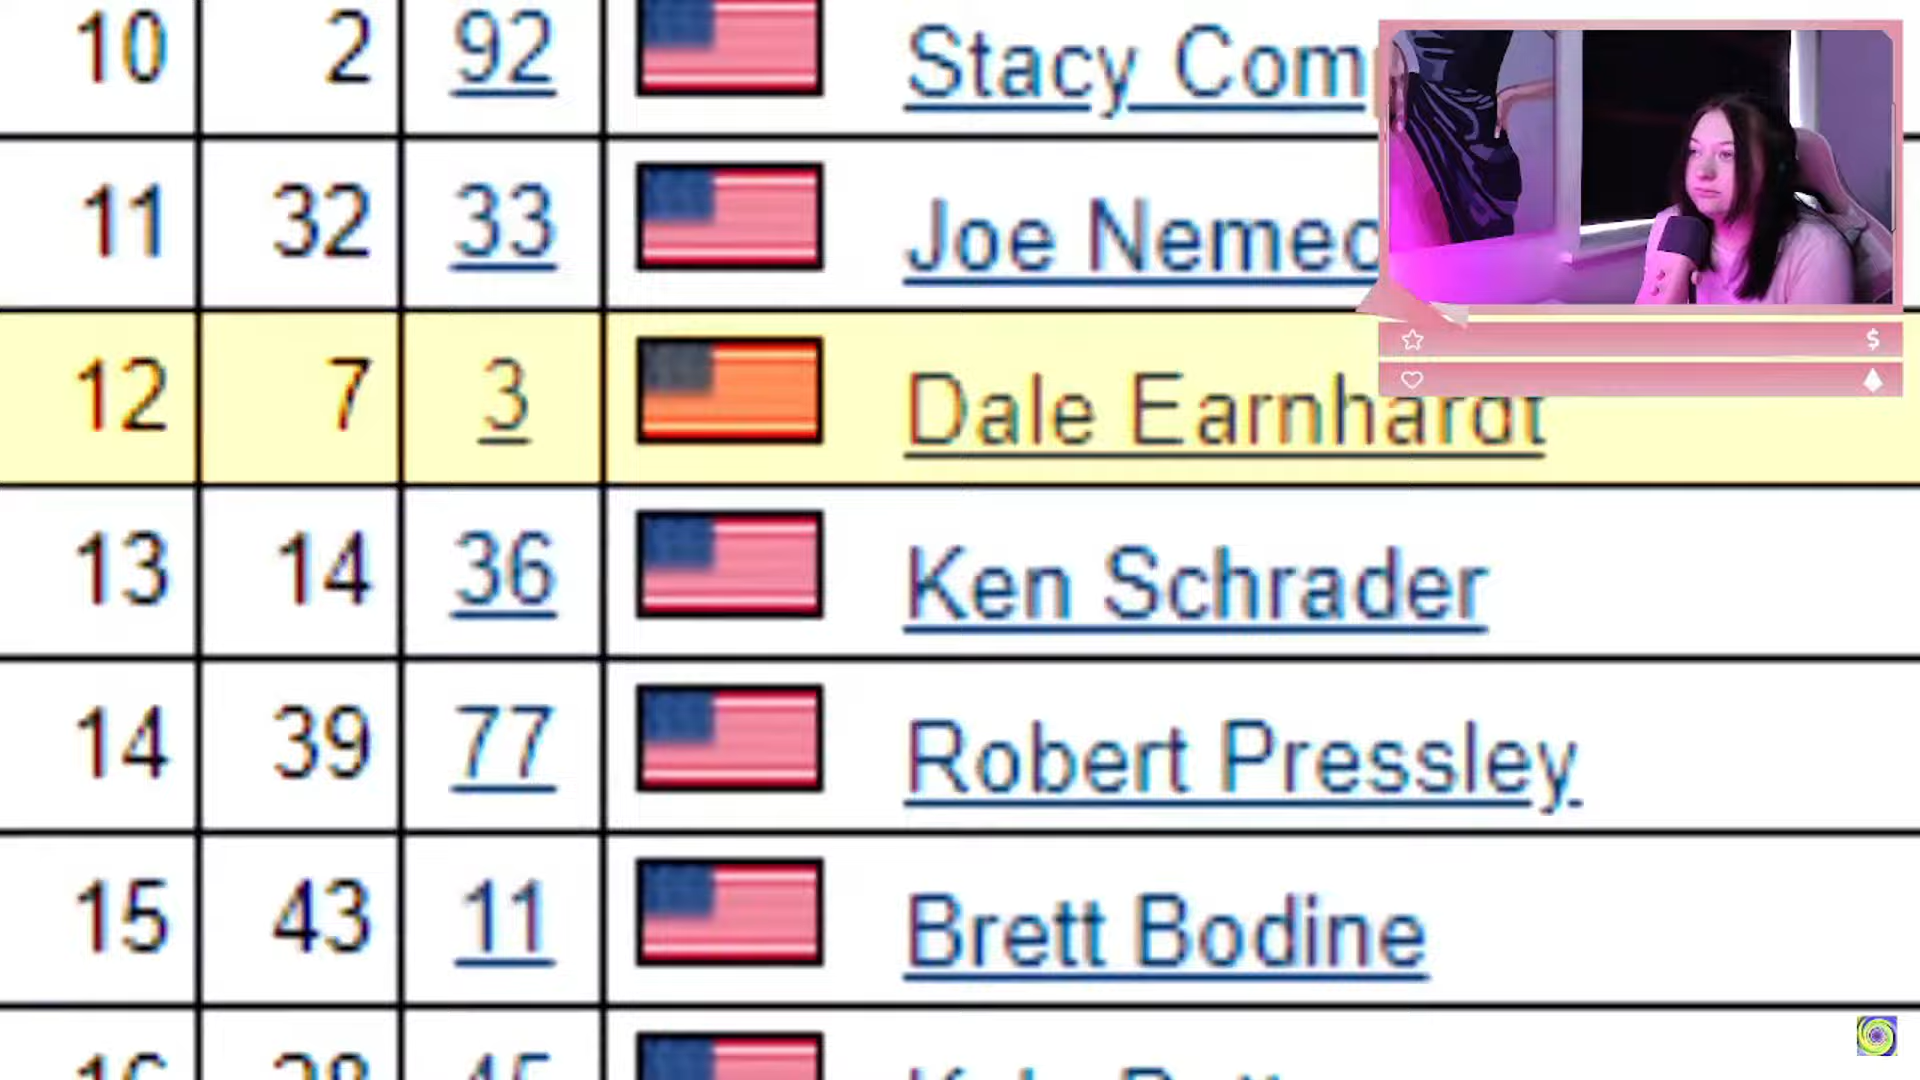 10 2 92 Stacy Com
11 32 33 Joe Nemec
$
12 7 3 Dale Earnhardt
13 14 36 Ken Schrader
14 39 77 Robert Pressley
15 43 11 Brett Bodine